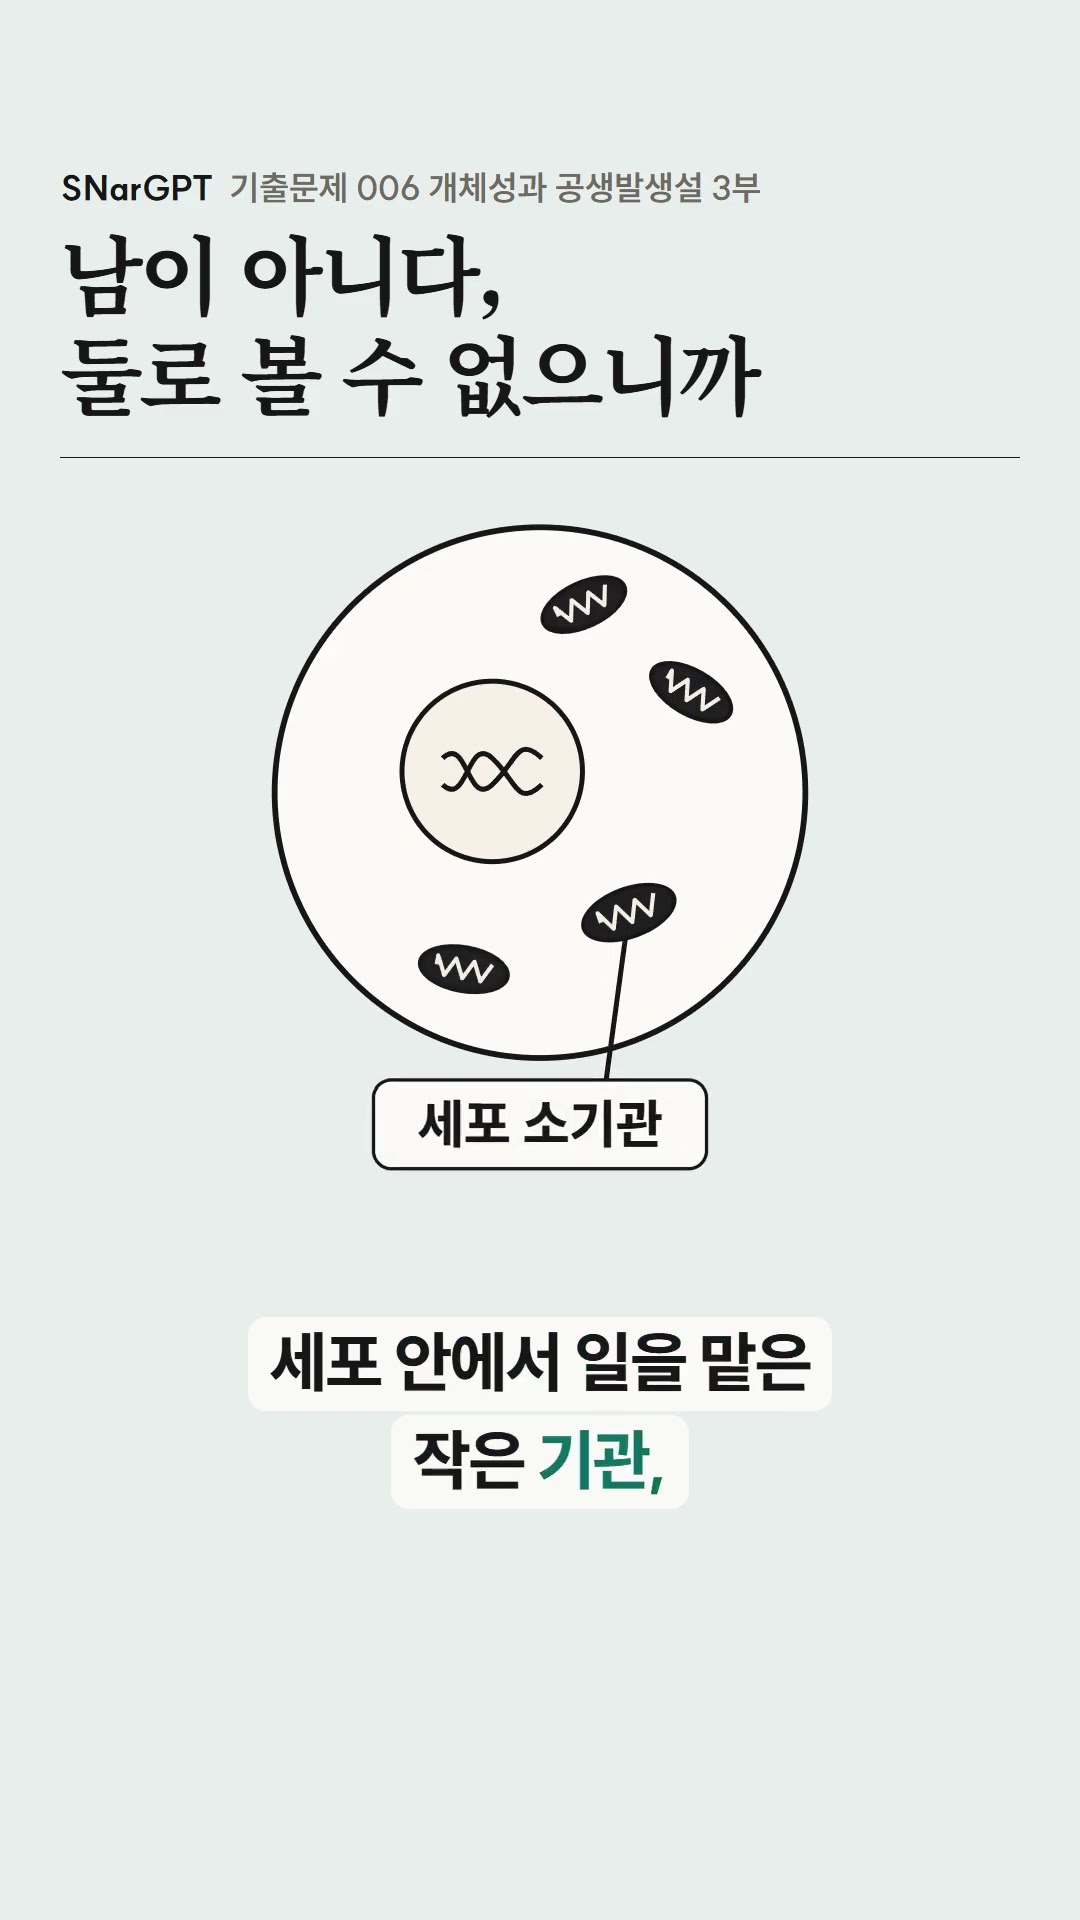 SNarGPT 기출문제 006 개체성과 공생발생설 3부
남이 아니다,
둘로 볼 수 없으니까
세포 소기관
세포 안에서 일을 맡은
작은 기관,